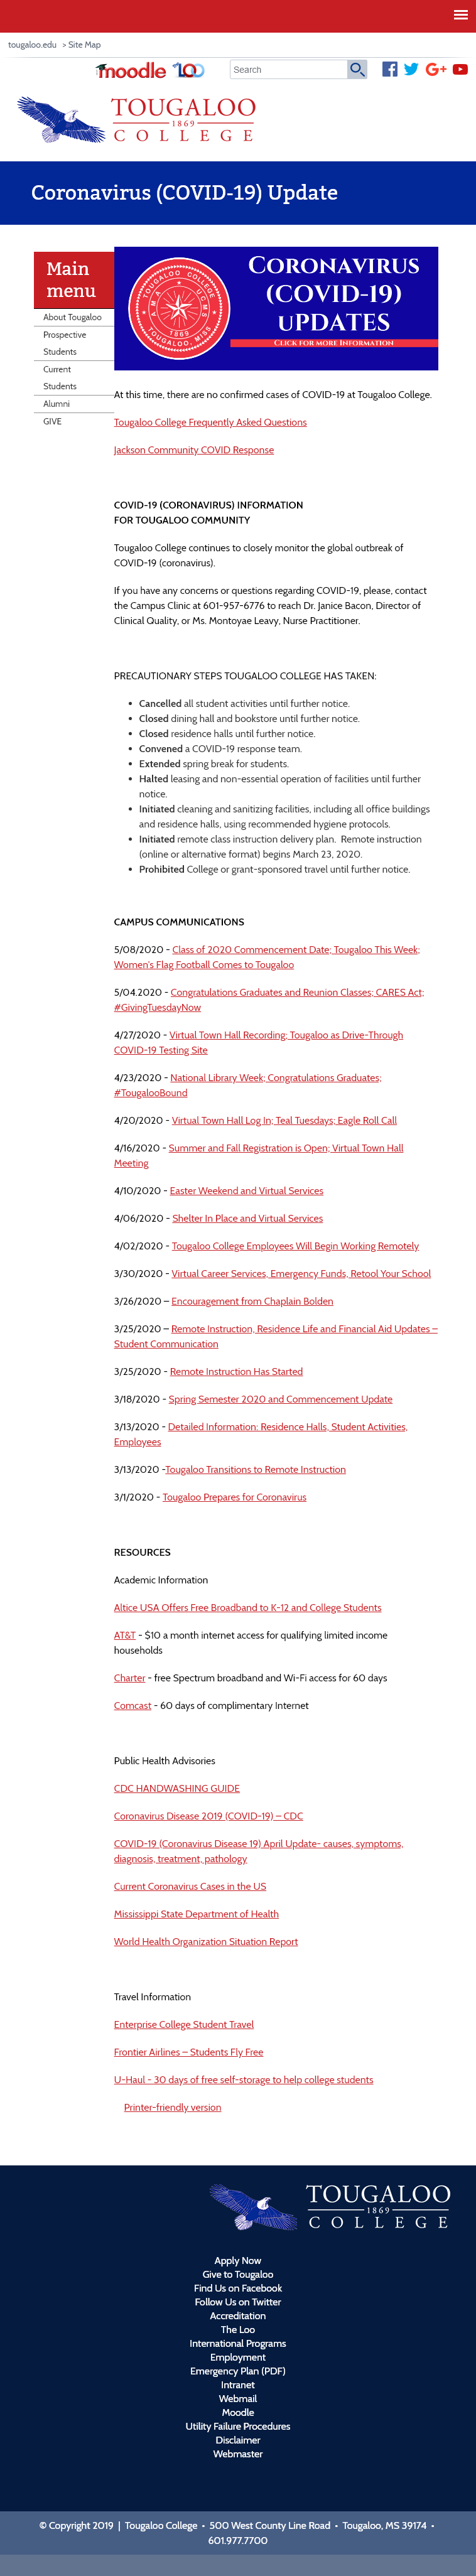 tougaloo.edu > Site Map
moodle LOO Search
TOUGALOO
1869
COLLEGE
Coronavirus (COVID-19) Update
Main
menu
About Tougaloo
Prospective
Students
Current
Students
Alumni
GIVE
CORONAVIRUS
(COVID-19)
UPDATES
CLICK FOR MORE INFORMATION
At this time, there are no confirmed cases of COVID-19 at Tougaloo College.
Tougaloo College Frequently Asked Questions
Jackson Community COVID Response
COVID-19 (CORONAVIRUS) INFORMATION
FOR TOUGALOO COMMUNITY
Tougaloo College continues to closely monitor the global outbreak of
COVID-19 (coronavirus).
If you have any concerns or questions regarding COVID-19, please, contact
the Campus Clinic at 601-957-6776 to reach Dr. Janice Bacon, Director of
Clinical Quality, or Ms. Montoyae Leavy, Nurse Practitioner.
PRECAUTIONARY STEPS TOUGALOO COLLEGE HAS TAKEN:
• Cancelled all student activities until further notice.
• Closed dining hall and bookstore until further notice.
• Closed residence halls until further notice.
• Convened a COVID-19 response team.
• Extended spring break for students.
• Halted leasing and non-essential operation of facilities until further
notice.
• Initiated cleaning and sanitizing facilities, including all office buildings
and residence halls, using recommended hygiene protocols.
• Initiated remote class instruction delivery plan. Remote instruction
(online or alternative format) begins March 23, 2020.
• Prohibited College or grant-sponsored travel until further notice.
CAMPUS COMMUNICATIONS
5/08/2020 - Class of 2020 Commencement Date; Tougaloo This Week;
Women's Flag Football Comes to Tougaloo
5/04.2020 - Congratulations Graduates and Reunion Classes; CARES Act;
#GivingTuesdayNow
4/27/2020 - Virtual Town Hall Recording; Tougaloo as Drive-Through
COVID-19 Testing Site
4/23/2020 - National Library Week; Congratulations Graduates;
#TougalooBound
4/20/2020 - Virtual Town Hall Log In; Teal Tuesdays; Eagle Roll Call
4/16/2020 - Summer and Fall Registration is Open; Virtual Town Hall
Meeting
4/10/2020 - Easter Weekend and Virtual Services
4/06/2020 - Shelter In Place and Virtual Services
4/02/2020 - Tougaloo College Employees Will Begin Working Remotely
3/30/2020 - Virtual Career Services, Emergency Funds, Retool Your School
3/26/2020 – Encouragement from Chaplain Bolden
3/25/2020 – Remote Instruction, Residence Life and Financial Aid Updates –
Student Communication
3/25/2020 - Remote Instruction Has Started
3/18/2020 - Spring Semester 2020 and Commencement Update
3/13/2020 - Detailed Information: Residence Halls, Student Activities,
Employees
3/13/2020 -Tougaloo Transitions to Remote Instruction
3/1/2020 - Tougaloo Prepares for Coronavirus
RESOURCES
Academic Information
Altice USA Offers Free Broadband to K-12 and College Students
AT&T - $10 a month internet access for qualifying limited income
households
Charter - free Spectrum broadband and Wi-Fi access for 60 days
Comcast - 60 days of complimentary Internet
Public Health Advisories
CDC HANDWASHING GUIDE
Coronavirus Disease 2019 (COVID-19) – CDC
COVID-19 (Coronavirus Disease 19) April Update- causes, symptoms,
diagnosis, treatment, pathology
Current Coronavirus Cases in the US
Mississippi State Department of Health
World Health Organization Situation Report
Travel Information
Enterprise College Student Travel
Frontier Airlines – Students Fly Free
U-Haul - 30 days of free self-storage to help college students
Printer-friendly version
TOUGALOO
1869
COLLEGE
Apply Now
Give to Tougaloo
Find Us on Facebook
Follow Us on Twitter
Accreditation
The Loo
International Programs
Employment
Emergency Plan (PDF)
Intranet
Webmail
Moodle
Utility Failure Procedures
Disclaimer
Webmaster
© Copyright 2019 | Tougaloo College • 500 West County Line Road • Tougaloo, MS 39174 •
601.977.7700